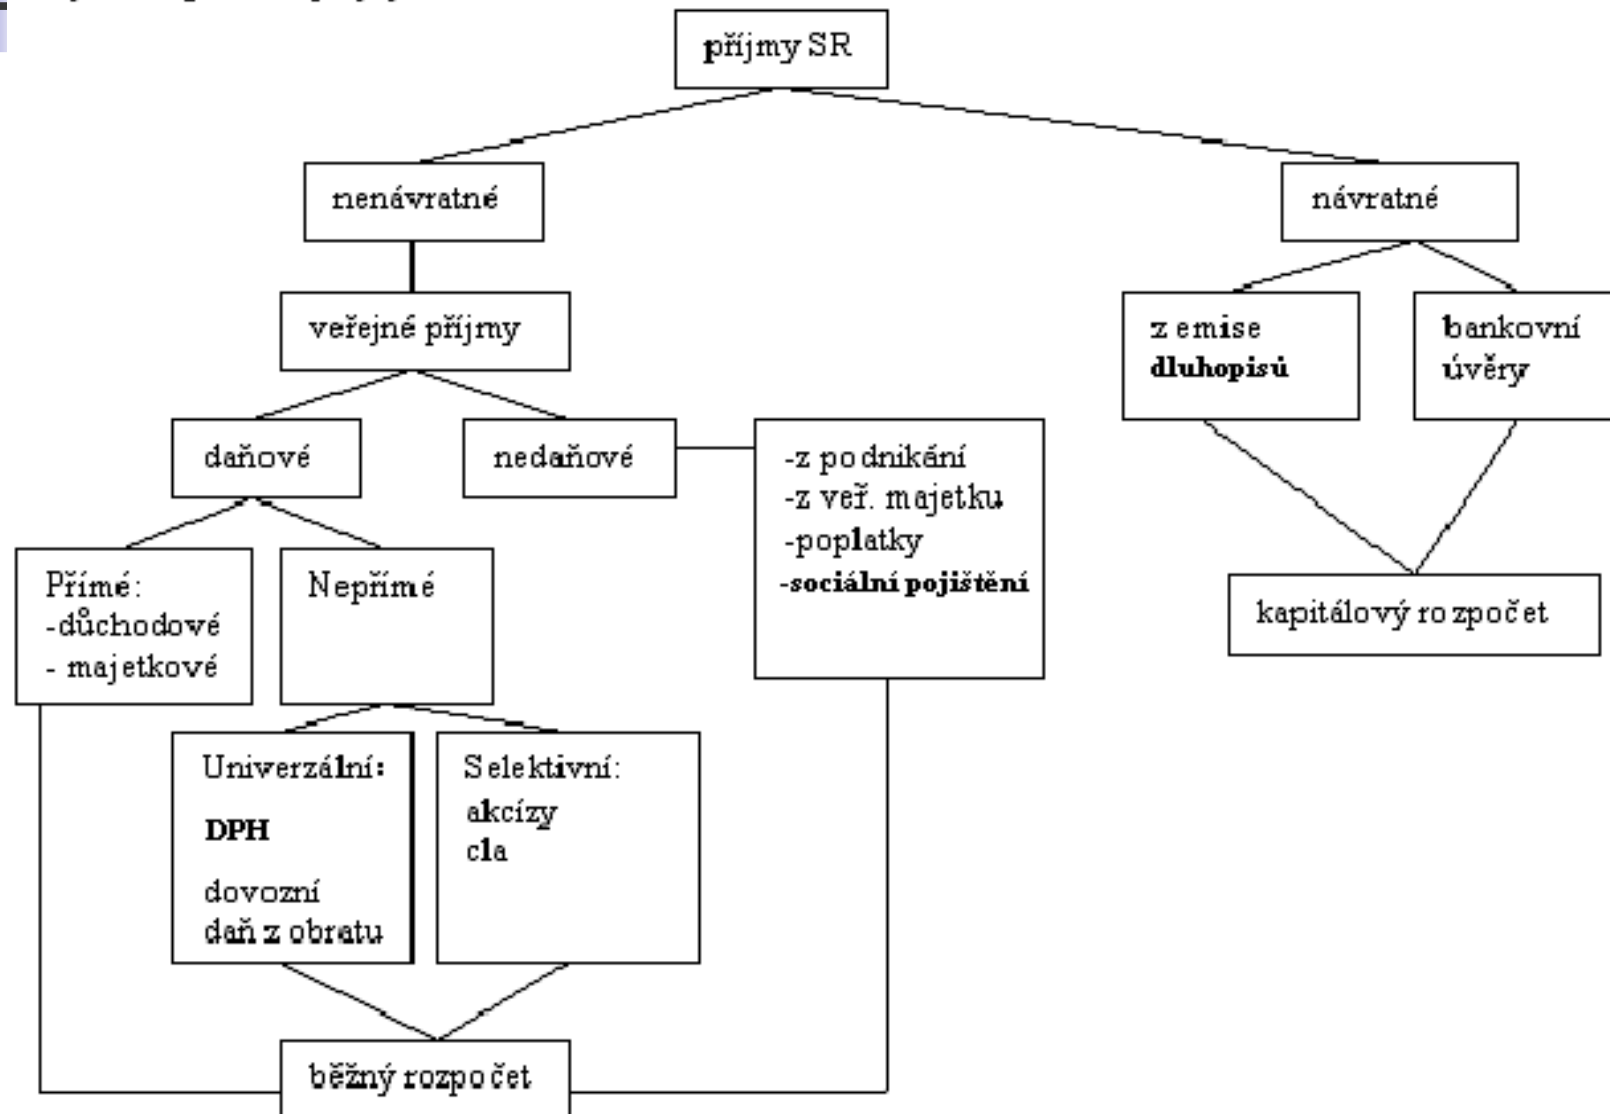 příjmy SR
nenávratné
návratné
veřejné příjmy
z emise
dluhopisů
bankovní
úvěry
daňové
nedaňové
-z podnikání
-z veř. majetku
-poplatky
-sociální pojištění
Přímé:
-důchodové
- majetkové
Nepřímé
kapitálový rozpočet
Univerzální:
DPH
dovozní
daň z obratu
Selektivní:
akcízy
cla
běžný rozpočet